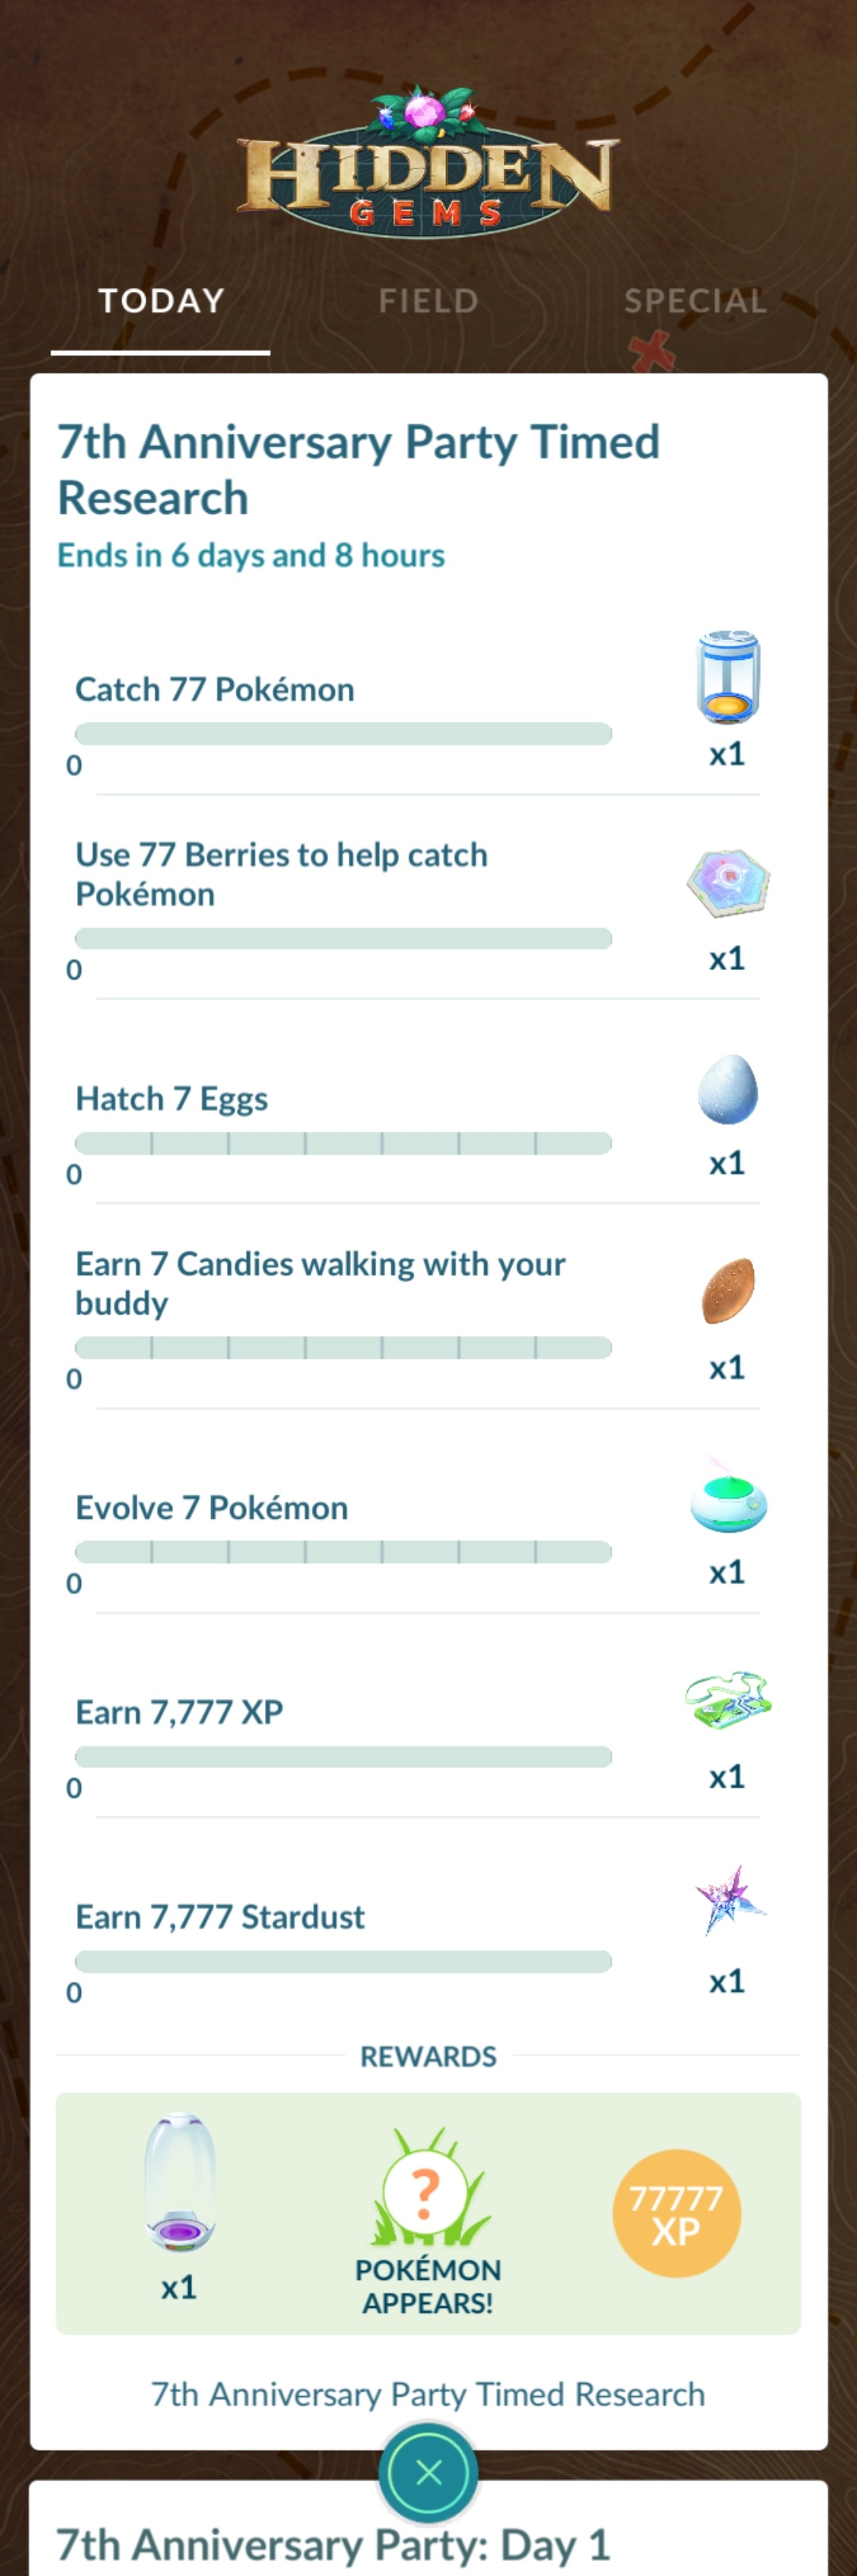 HIDDEN
GEMS
TODAY FIELD SPECIAL
7th Anniversary Party Timed
Research
Ends in 6 days and 8 hours
Catch 77 Pokémon
0
x1
Use 77 Berries to help catch
Pokémon
0
x1
Hatch 7 Eggs
0
x1
Earn 7 Candies walking with your
buddy
0
x1
Evolve 7 Pokémon
0
x1
Earn 7,777 XP
0
x1
Earn 7,777 Stardust
0
x1
REWARDS
x1
?
POKÉMON
APPEARS!
77777
XP
7th Anniversary Party Timed Research
7th Anniversary Party: Day 1